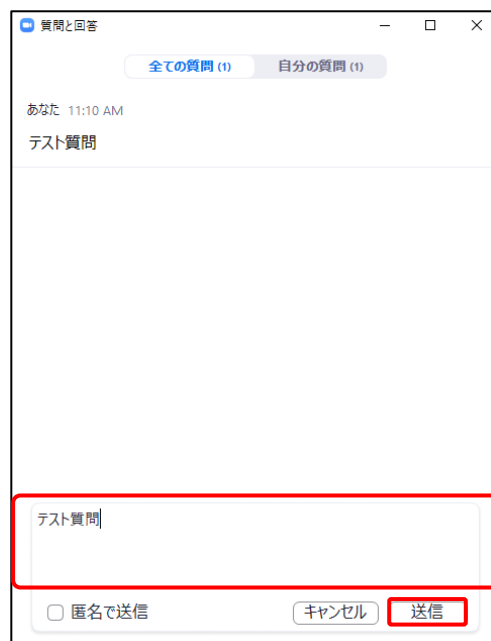 質問と回答
全ての質問 (1) 自分の質問 (1)
あなた 11:10 AM
テスト質問
テスト質問
匿名で送信 キャンセル 送信